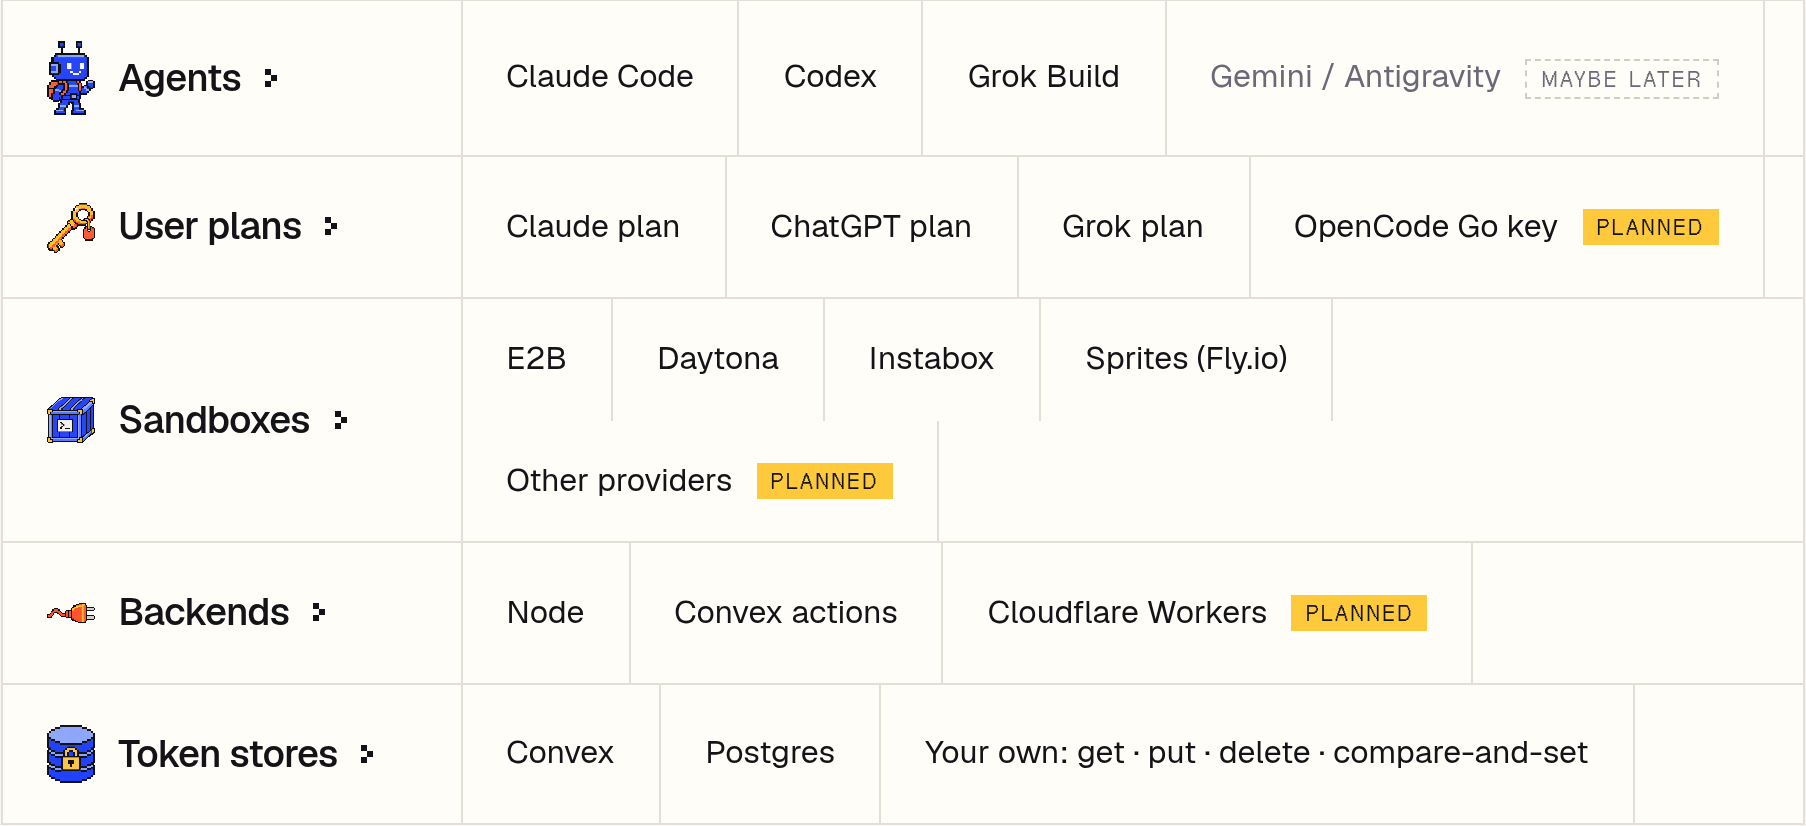 Agents
Claude Code
Codex
Grok Build
Gemini / Antigravity MAYBE LATER
User plans
Claude plan
ChatGPT plan
Grok plan
OpenCode Go key PLANNED
Sandboxes
E2B
Daytona
Instabox
Sprites (Fly.io)
Other providers PLANNED
Backends
Node
Convex actions
Cloudflare Workers PLANNED
Token stores
Convex
Postgres
Your own: get · put · delete · compare-and-set